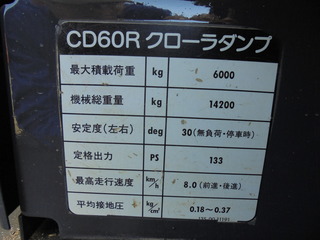 CD60R クローラダンプ
最大積載荷重 kg 6000
機械総重量 kg 14200
安定度(左右) deg 30(無負荷・停車時)
定格出力 PS 133
最高走行速度 km/h 8.0(前進・後進)
平均接地圧 kg/cm² 0.18～0.37